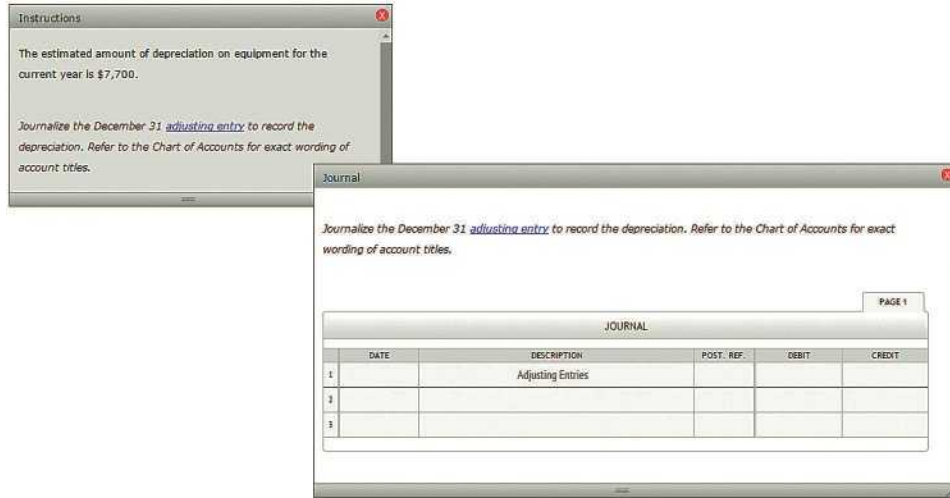 Instructions
The estimated amount of depreciation on equipment for the
current year is $7,700.
Journalize the December 31 adjusting entry to record the
depreciation. Refer to the Chart of Accounts for exact wording of
account titles.
Journal
Journalize the December 31 adjusting entry to record the depreciation. Refer to the Chart of Accounts for exact
wording of account titles.
PAGE 1
JOURNAL
DATE DESCRIPTION POST. REF. DEBIT CREDIT
1 Adjusting Entries
2
3